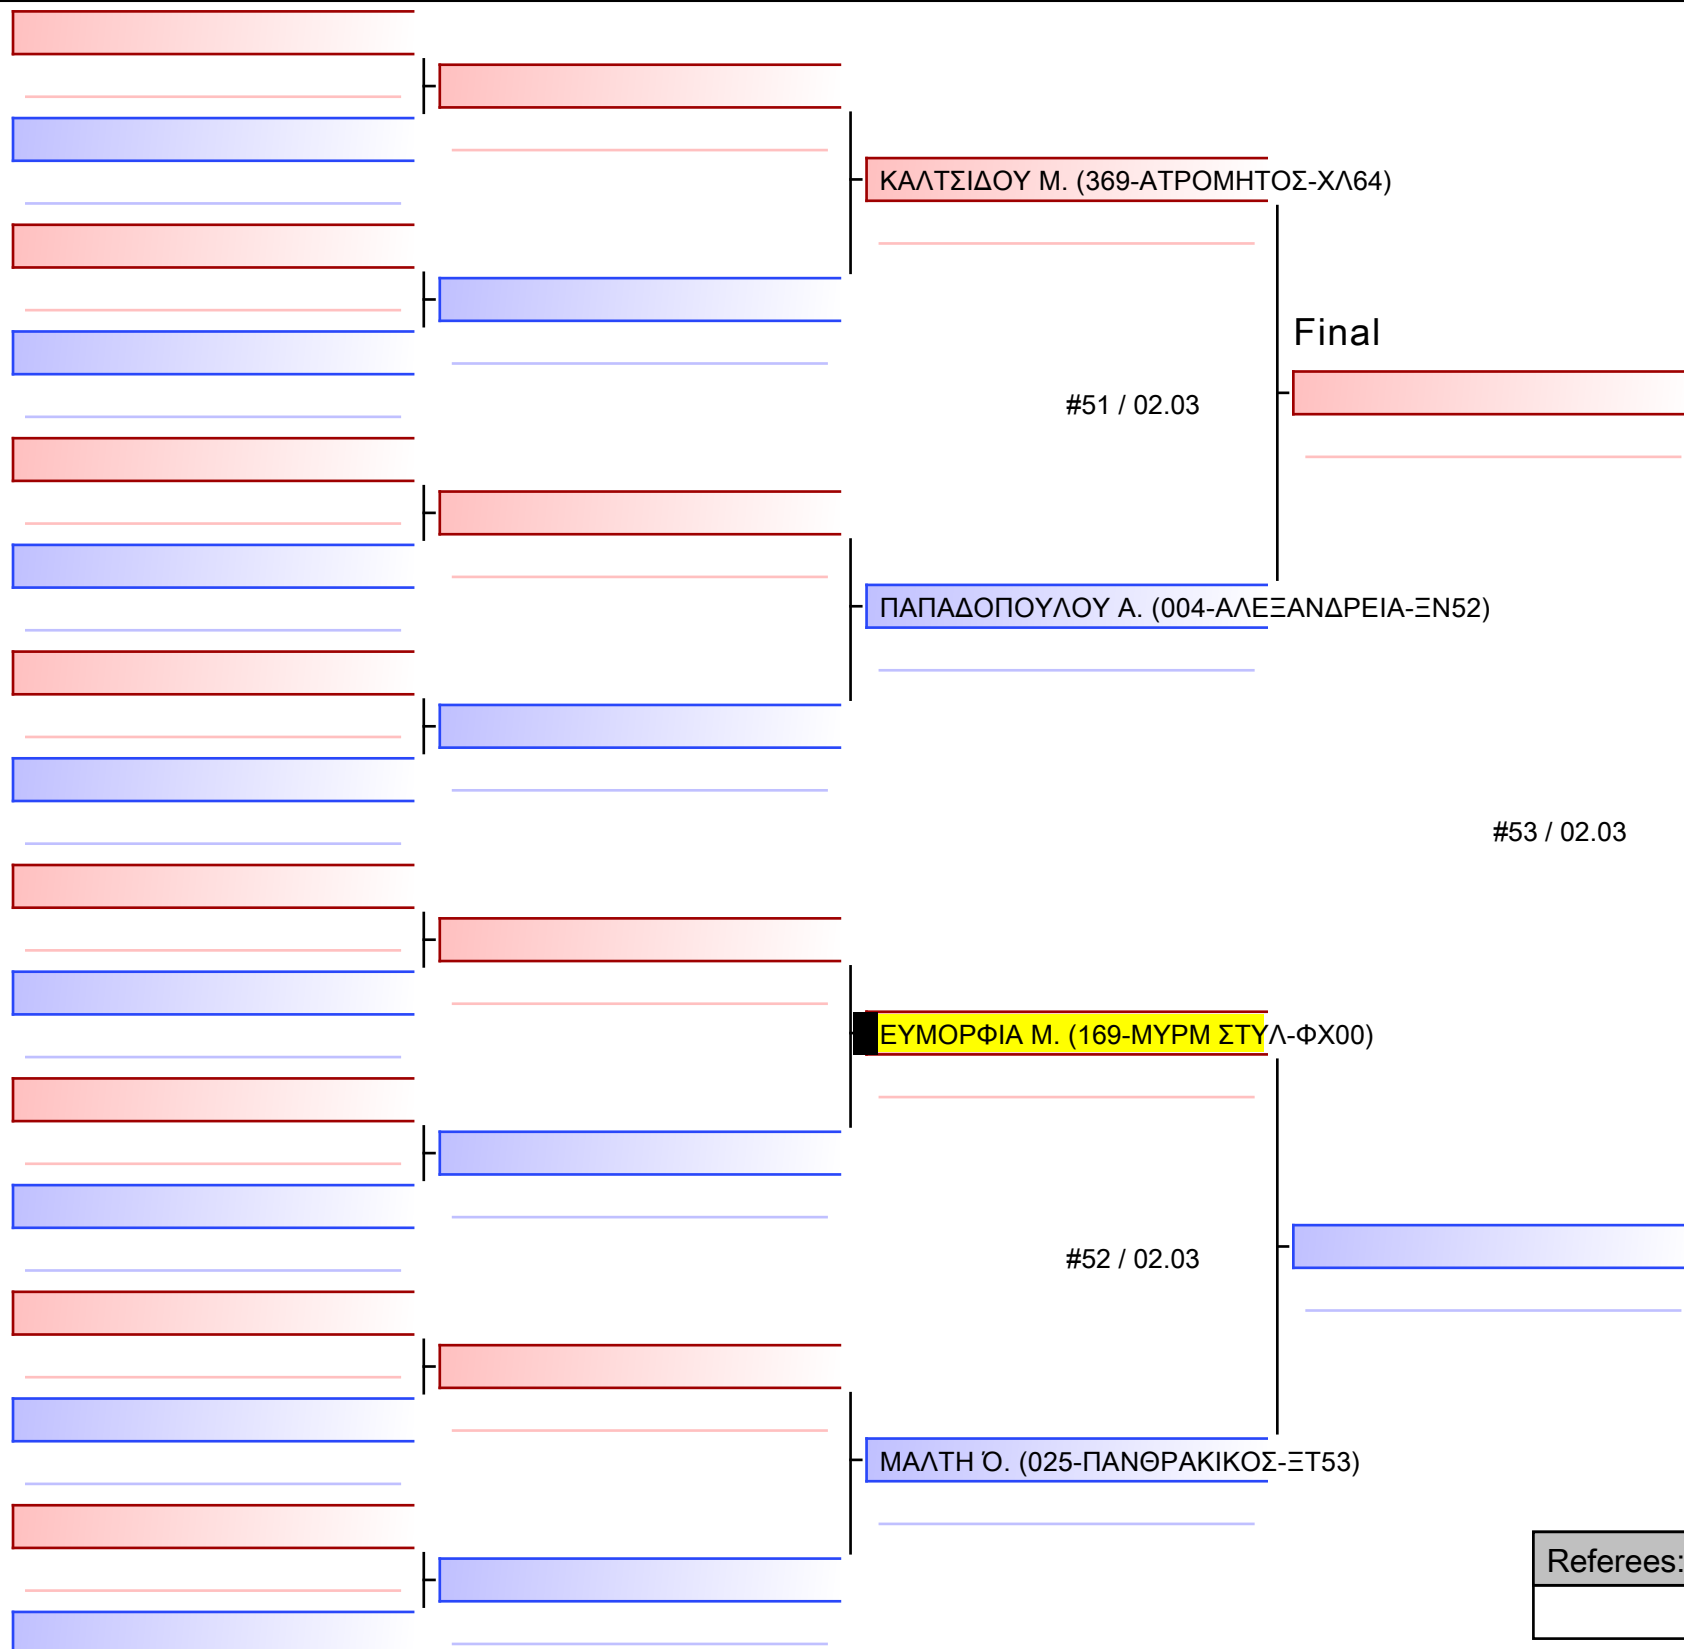 ΚΑΛΤΣΙΔΟΥ Μ. (369-ΑΤΡΟΜΗΤΟΣ-ΧΛ64)
Final
#51 / 02.03
ΠΑΠΑΔΟΠΟΥΛΟΥ Α. (004-ΑΛΕΞΑΝΔΡΕΙΑ-ΞΝ52)
#53 / 02.03
ΕΥΜΟΡΦΙΑ Μ. (169-ΜΥΡΜ ΣΤΥΛ-ΦΧ00)
#52 / 02.03
ΜΑΛΤΗ Ό. (025-ΠΑΝΘΡΑΚΙΚΟΣ-ΞΤ53)
Referees: